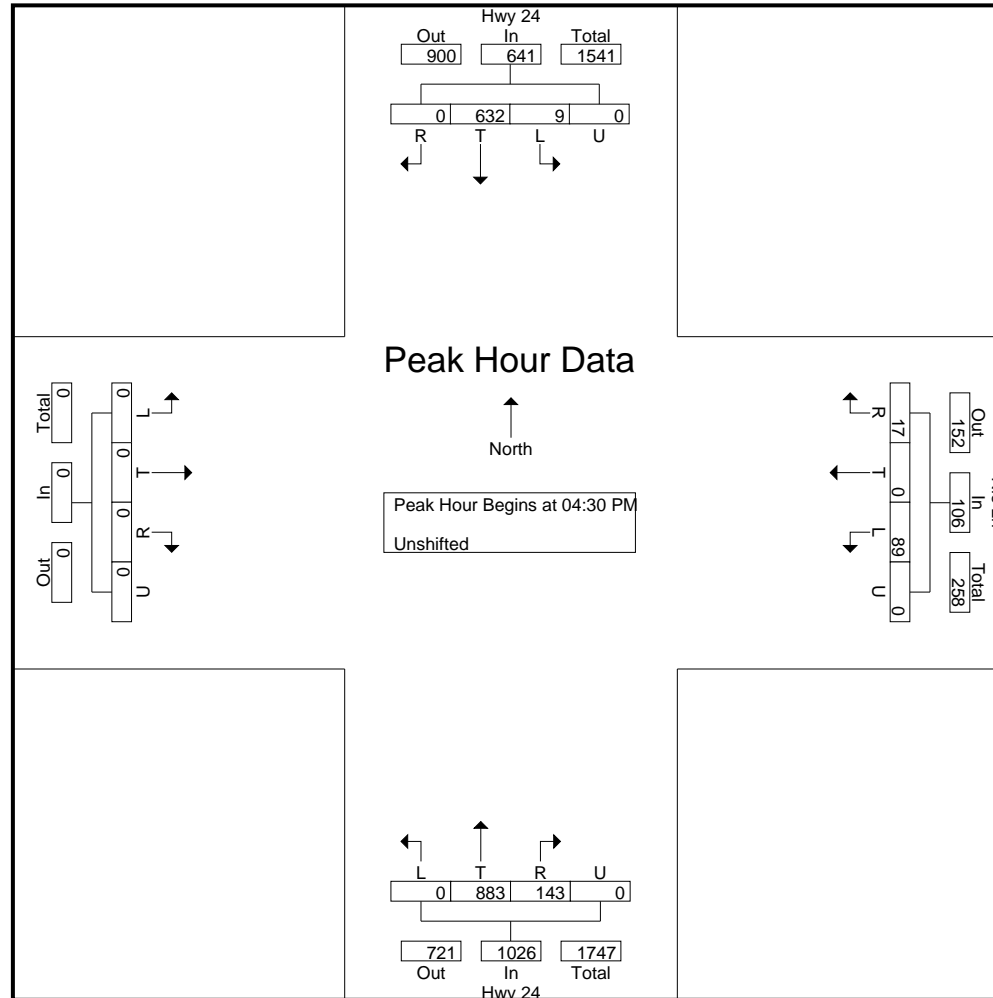 Hwy 24
Out In Total
900 641 1541
0 632 9 0
R T L U
Peak Hour Data
North
Peak Hour Begins at 04:30 PM
Unshifted
Total In Out
0 0 0
0 0 0 0
L T R U
R T L U
17 0 89 0
Out In Total
152 106 258
L T R U
0 883 143 0
721 1026 1747
Out In Total
Hwy 24